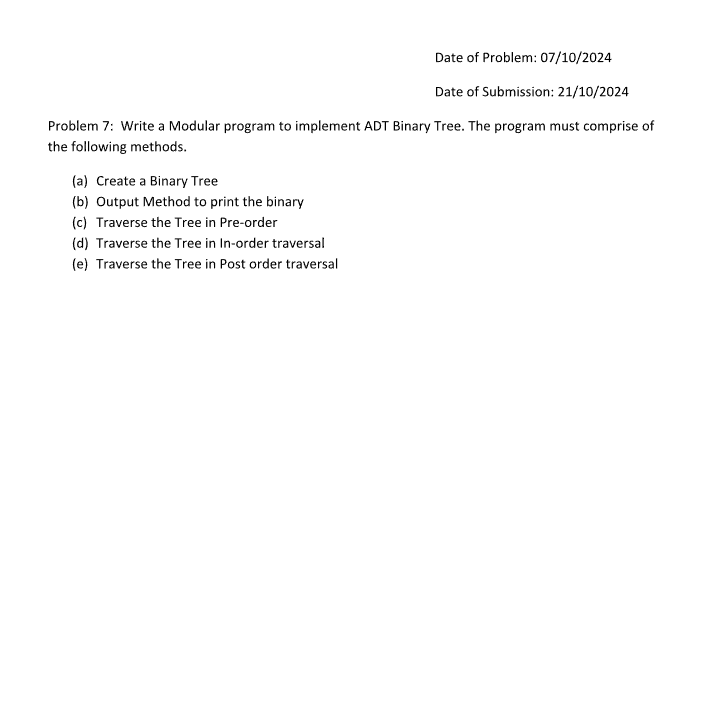 Date of Problem: 07/10/2024
Date of Submission: 21/10/2024
Problem 7:  Write a Modular program to implement ADT Binary Tree. The program must comprise of
the following methods.
(a) Create a Binary Tree
(b) Output Method to print the binary
(c) Traverse the Tree in Pre-order
(d) Traverse the Tree in In-order traversal
(e) Traverse the Tree in Post order traversal